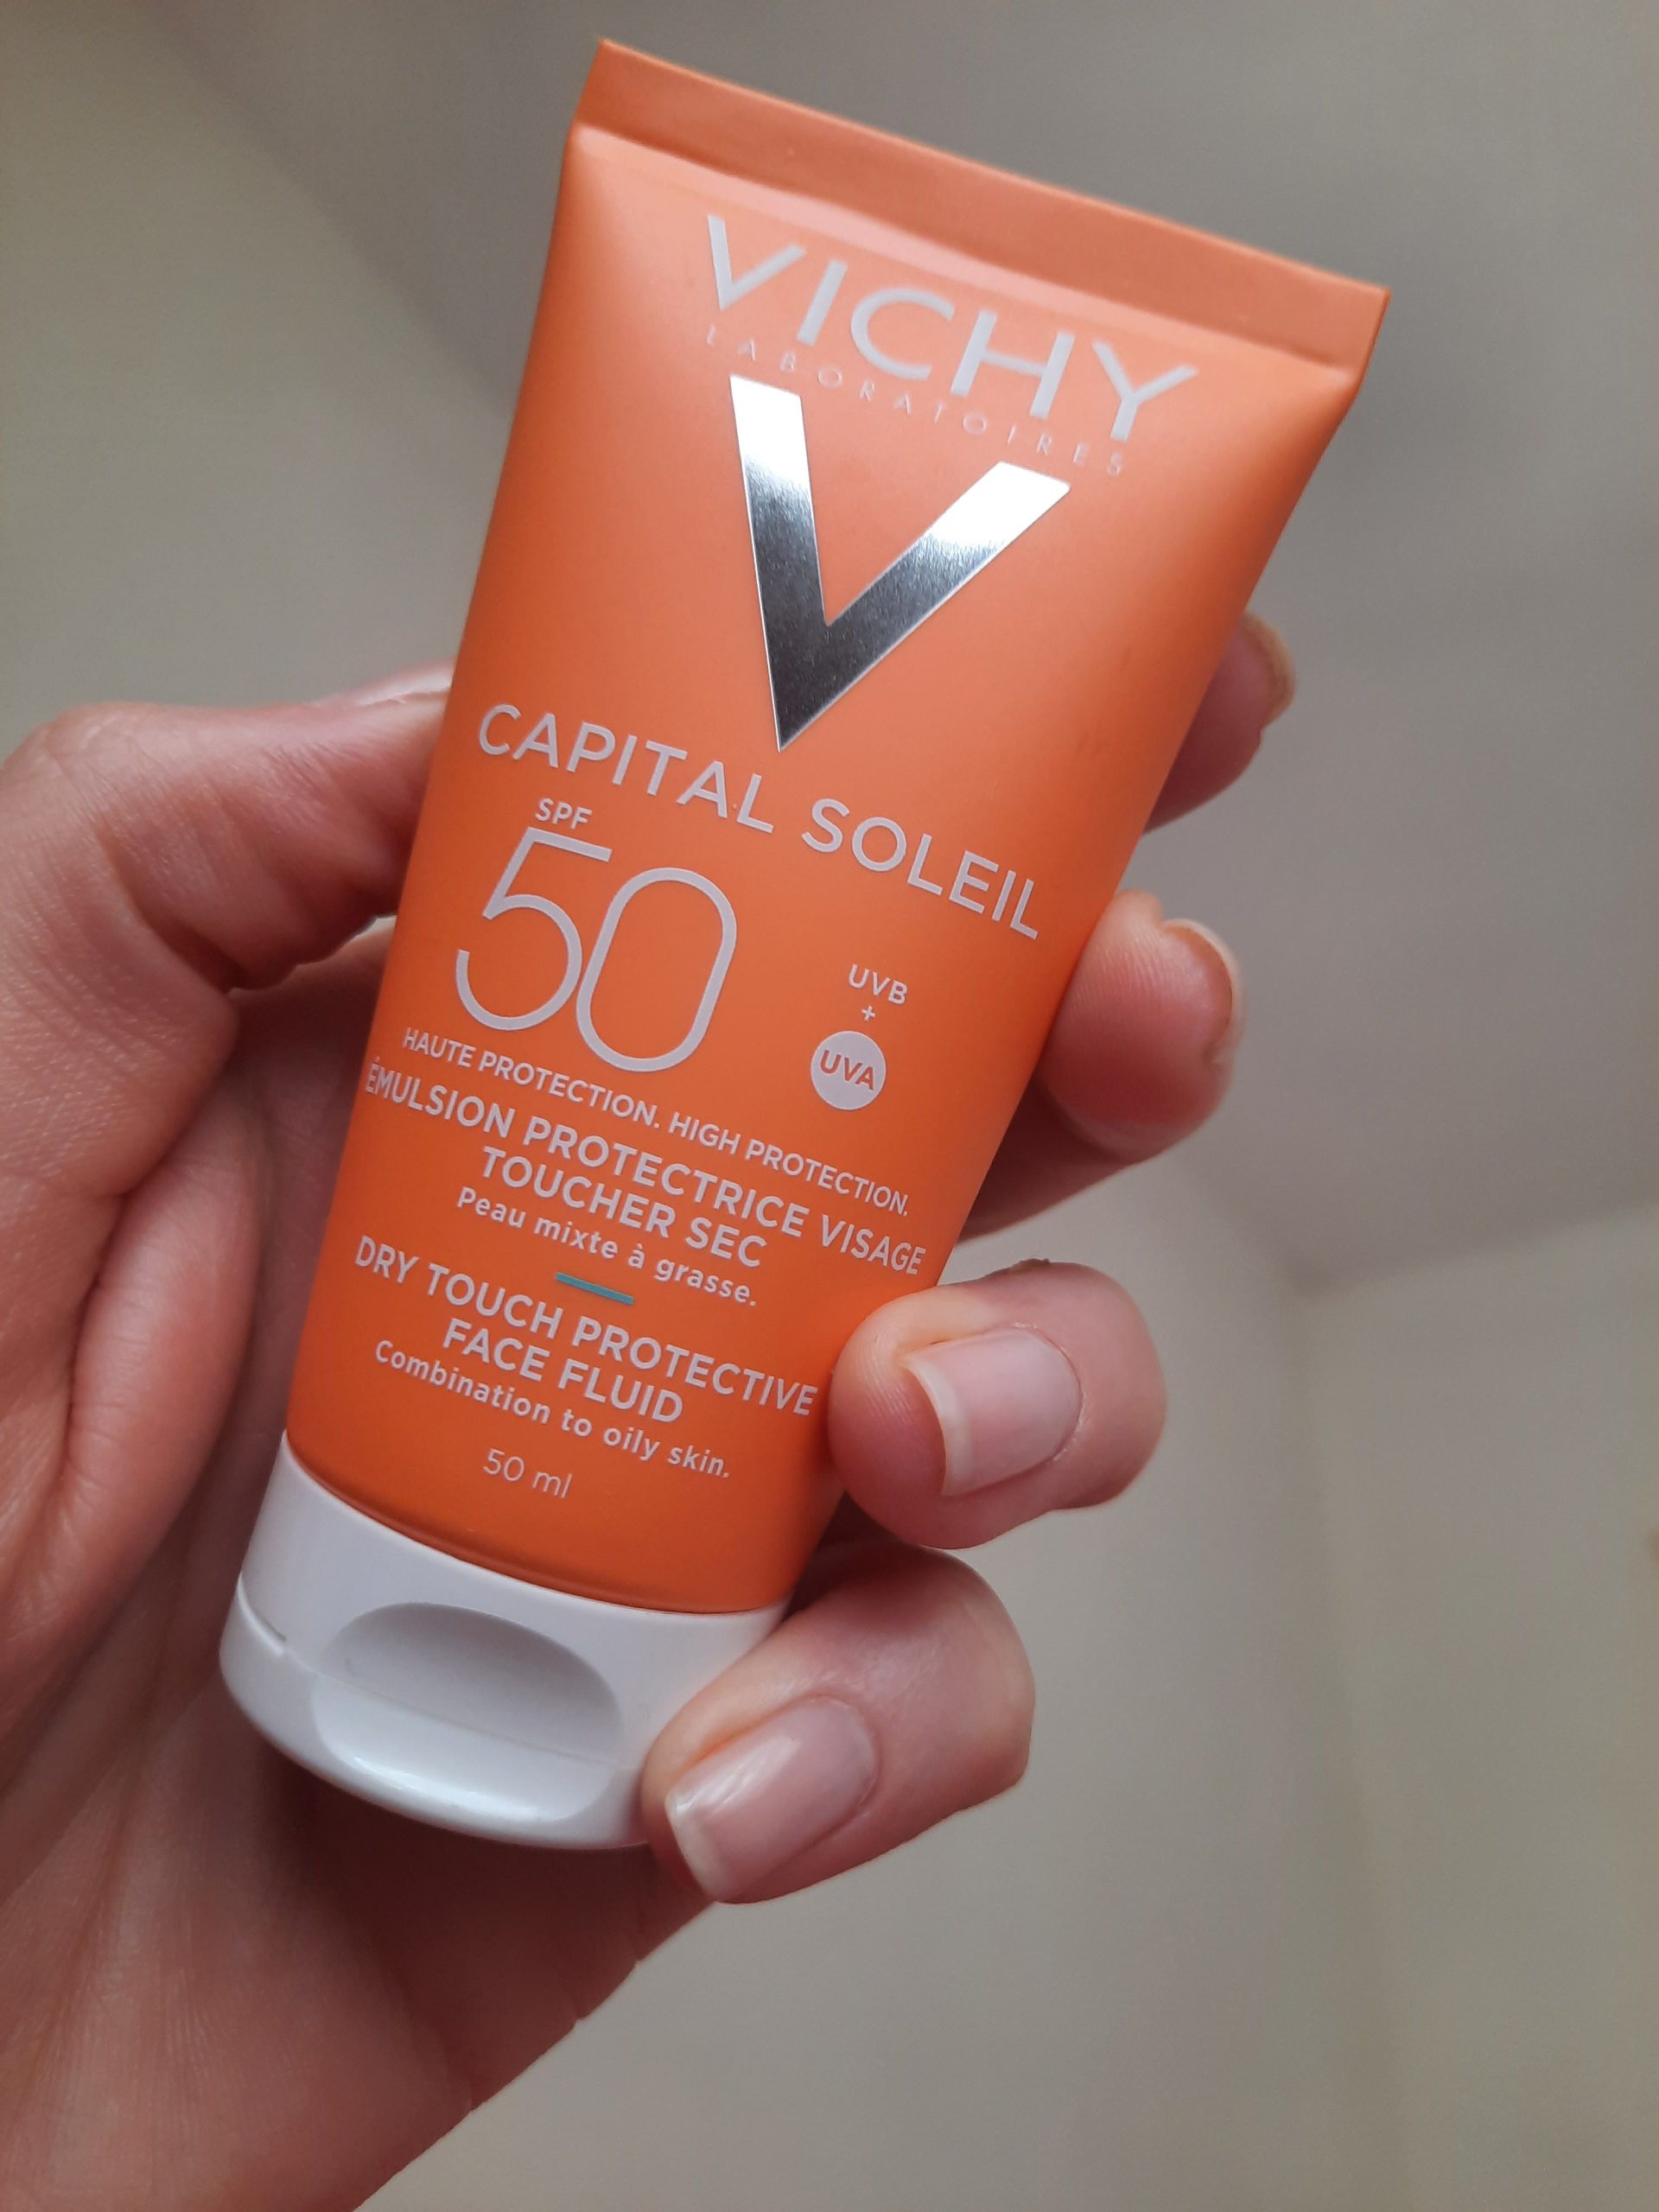 VICHY
LABORATOIRES
V
CAPITAL SOLEIL
SPF
50
UVB
+
UVA
HAUTE PROTECTION. HIGH PROTECTION.
ÉMULSION PROTECTRICE VISAGE
TOUCHER SEC
Peau mixte à grasse.
DRY TOUCH PROTECTIVE
FACE FLUID
Combination to oily skin.
50 ml